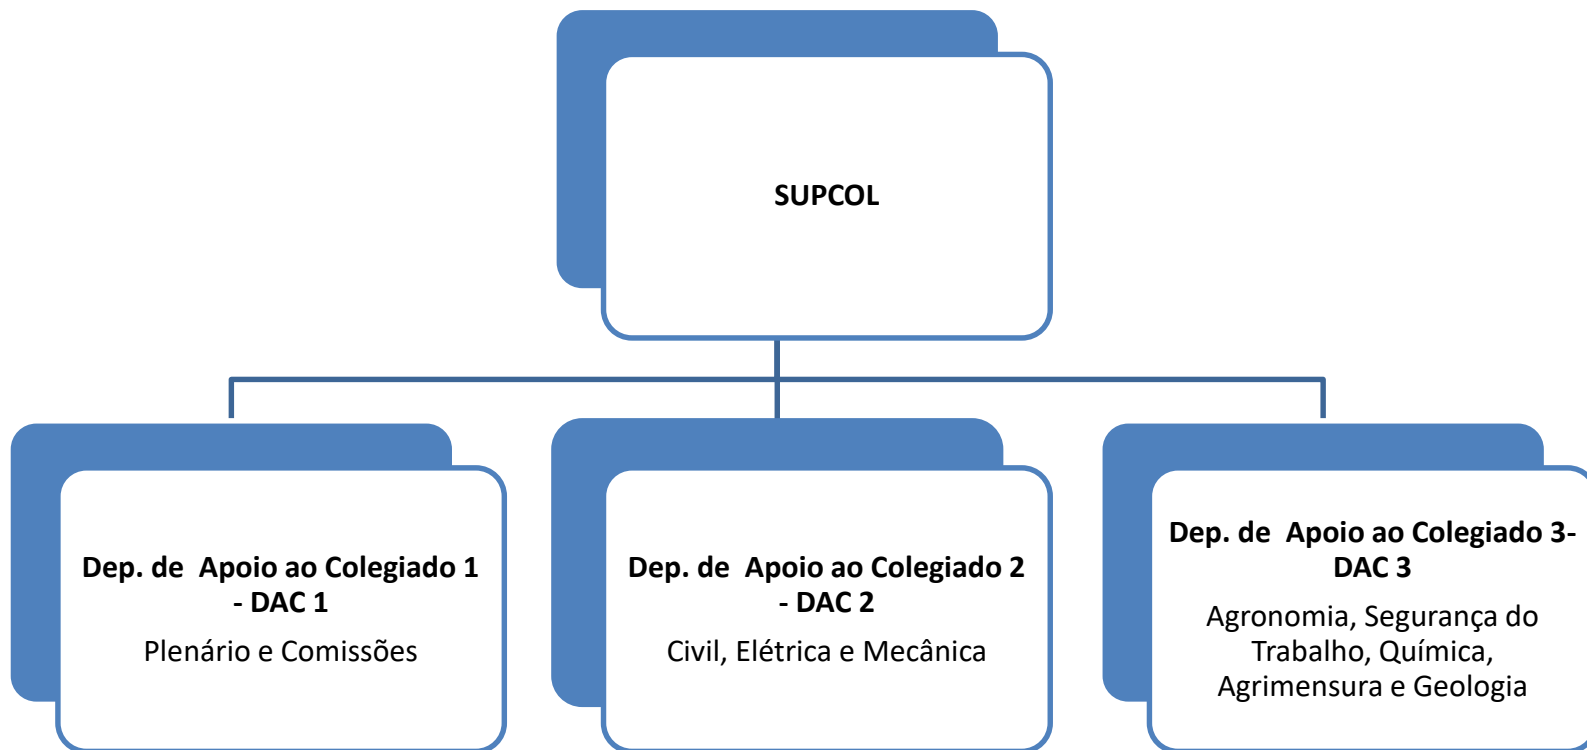 SUPCOL
Dep. de  Apoio ao Colegiado 1
- DAC 1
Plenário e Comissões
Dep. de  Apoio ao Colegiado 2
- DAC 2
Civil, Elétrica e Mecânica
Dep. de  Apoio ao Colegiado 3-
DAC 3
Agronomia, Segurança do
Trabalho, Química,
Agrimensura e Geologia